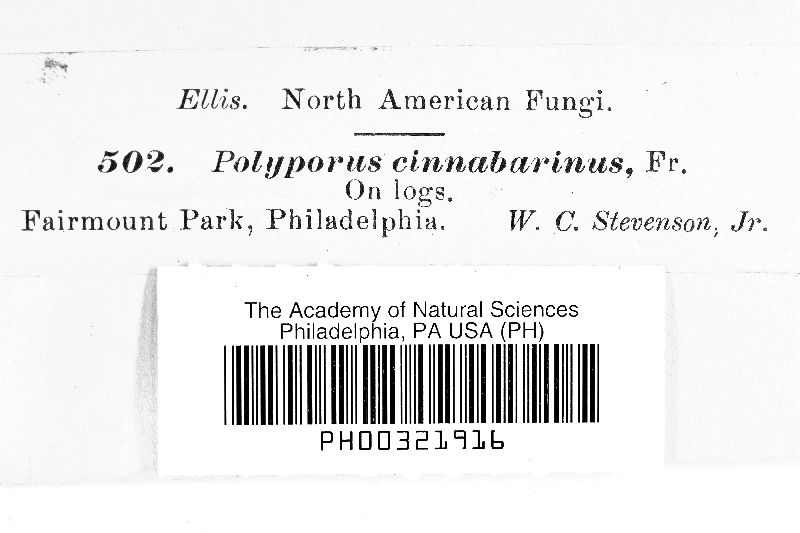 Ellis. North American Fungi.
502. Polyporus cinnabarinus, Fr.
On logs.
Fairmount Park, Philadelphia. W. C. Stevenson, Jr.
The Academy of Natural Sciences
Philadelphia, PA USA (PH)
PH00321916